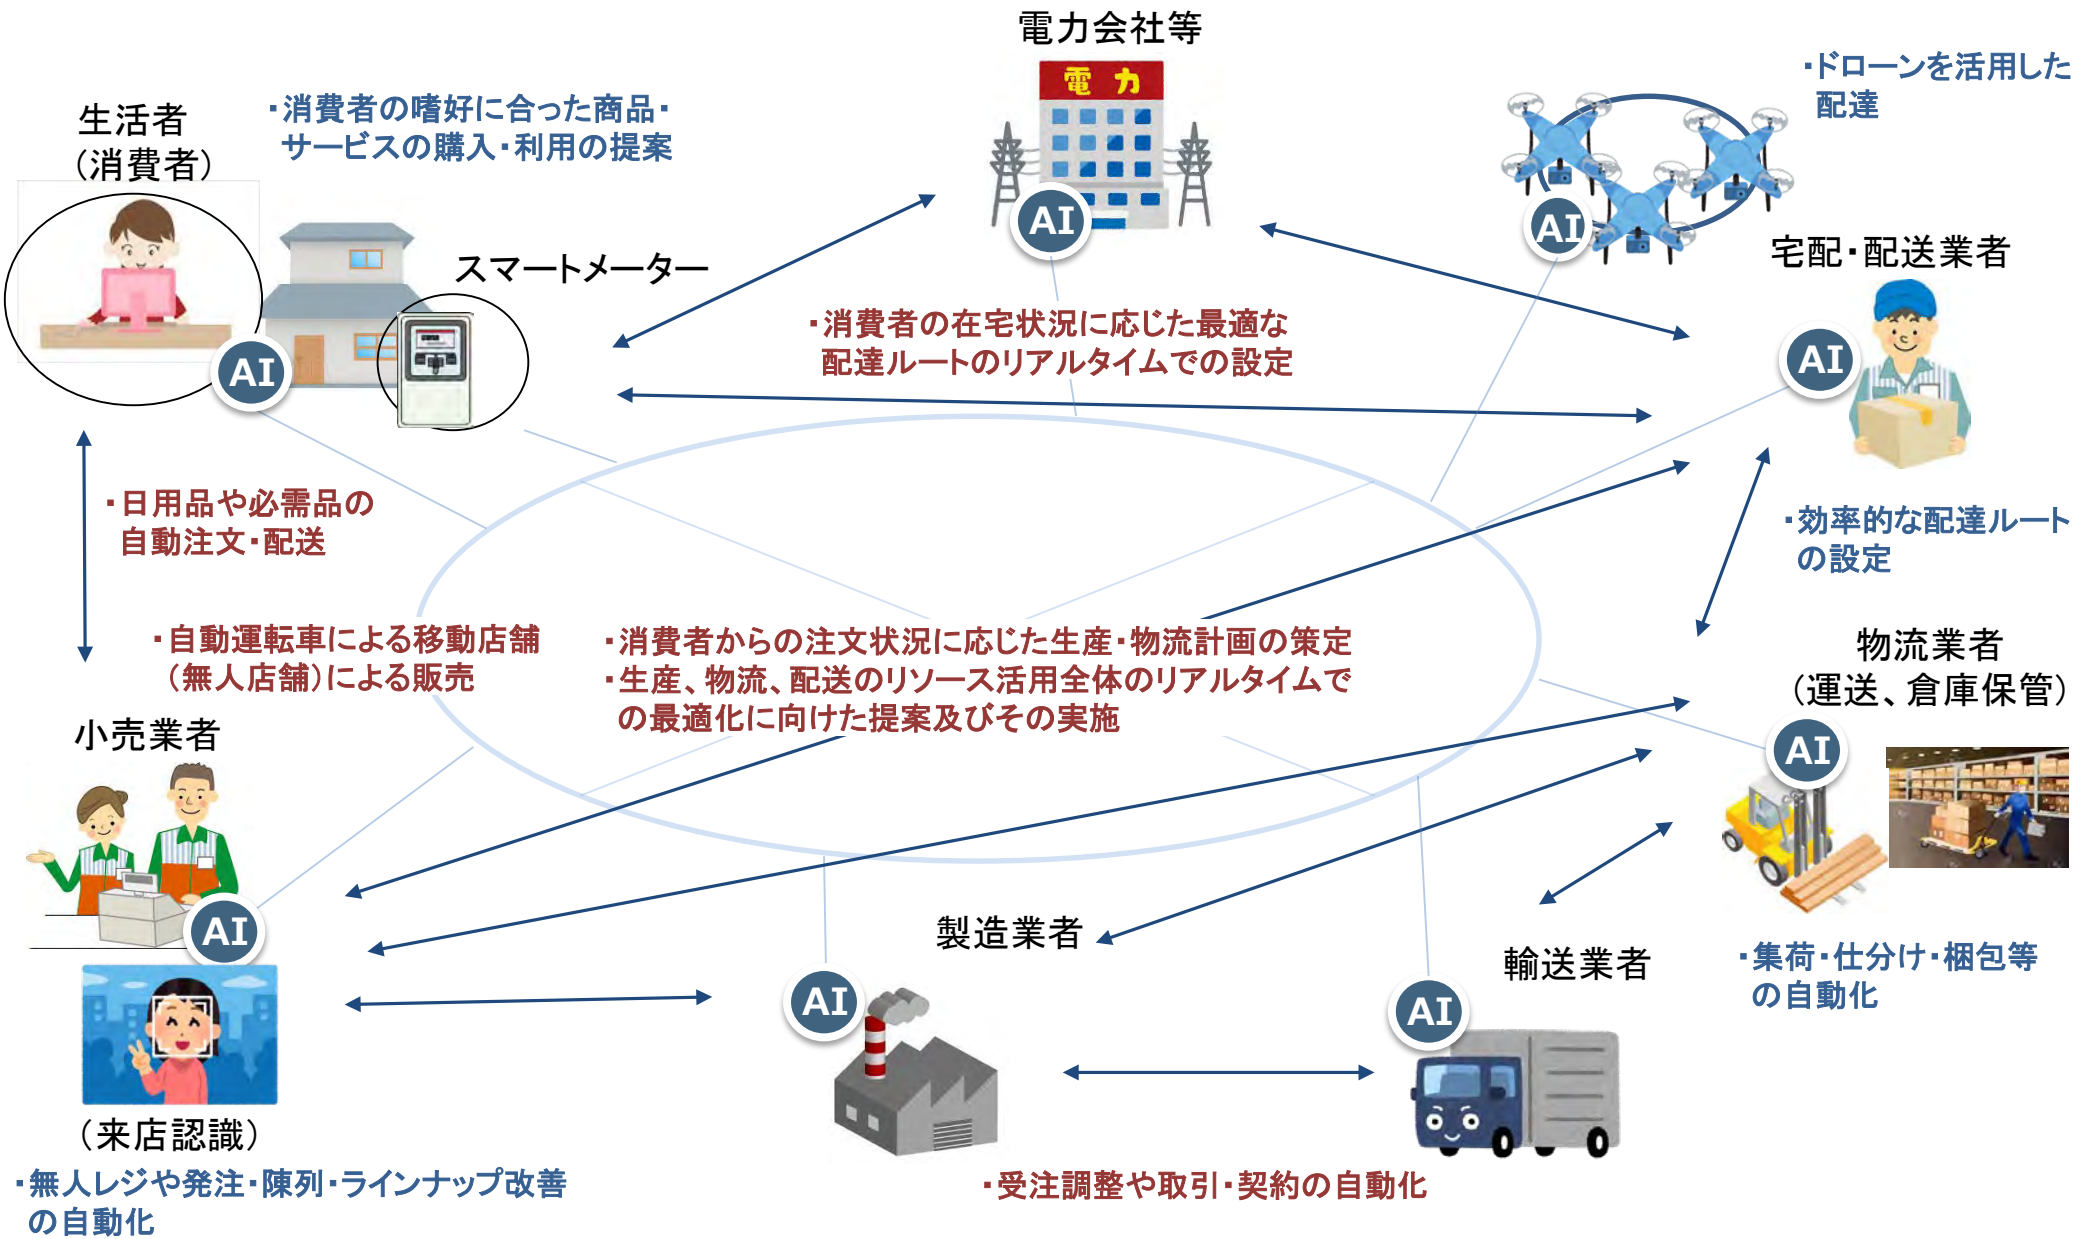 電力会社等
電力
・ドローンを活用した
配達
生活者
（消費者）
・消費者の嗜好に合った商品・
サービスの購入・利用の提案
AI
AI
宅配・配送業者
スマートメーター
・消費者の在宅状況に応じた最適な
配達ルートのリアルタイムでの設定
AI
AI
・日用品や必需品の
自動注文・配送
・効率的な配達ルート
の設定
・自動運転車による移動店舗
（無人店舗）による販売
・消費者からの注文状況に応じた生産・物流計画の策定
・生産、物流、配送のリソース活用全体のリアルタイムで
の最適化に向けた提案及びその実施
物流業者
（運送、倉庫保管）
小売業者
AI
AI
製造業者
輸送業者
・集荷・仕分け・梱包等
の自動化
AI
AI
（来店認識）
・無人レジや発注・陳列・ラインナップ改善
の自動化
・受注調整や取引・契約の自動化